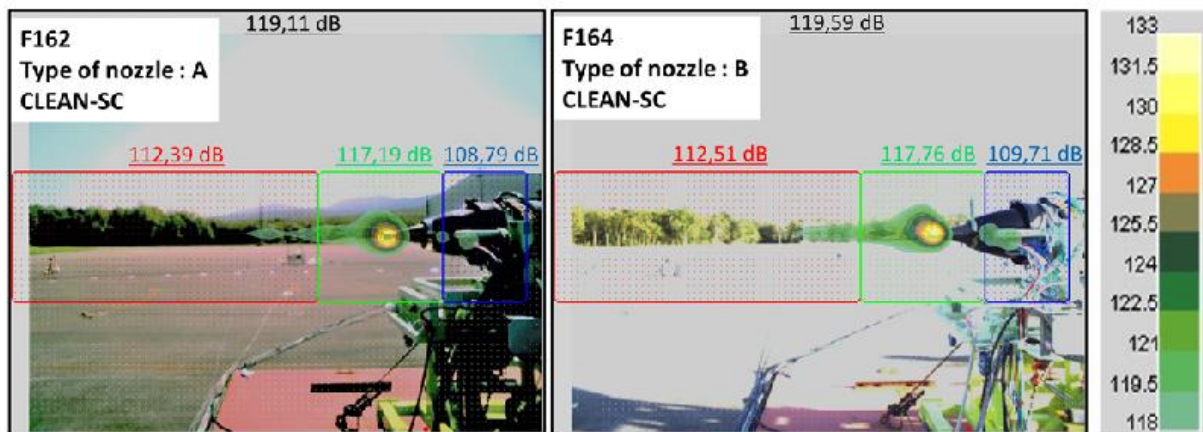 119,11 dB
F162
Type of nozzle : A
CLEAN-SC
112,39 dB 117,19 dB 108,79 dB
119,59 dB
F164
Type of nozzle : B
CLEAN-SC
112,51 dB 117,76 dB 109,71 dB
133
131.5
130
128.5
127
125.5
124
122.5
121
119.5
118